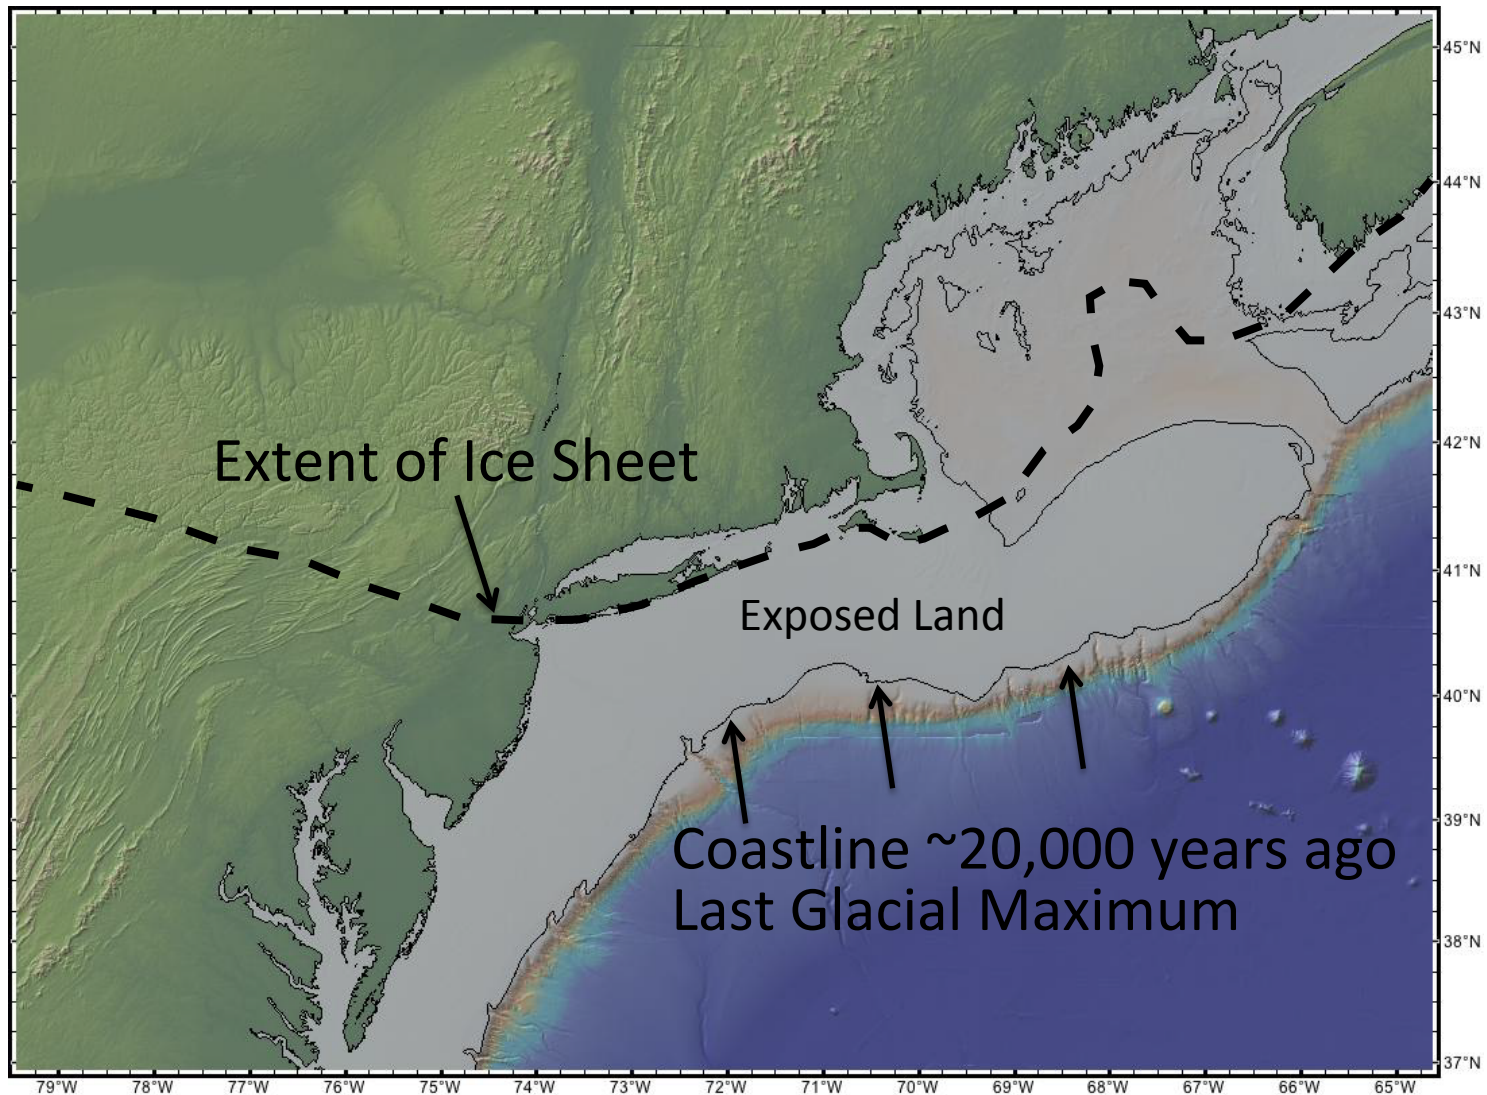 45°N
44°N
43°N
Extent of Ice Sheet
42°N
41°N
Exposed Land
40°N
Coastline ~20,000 years ago
39°N
Last Glacial Maximum
38°N
37°N
79°W 78°W 77°W 76°W 75°W 74°W 73°W 72°W 71°W 70°W 69°W 68°W 67°W 66°W 65°W